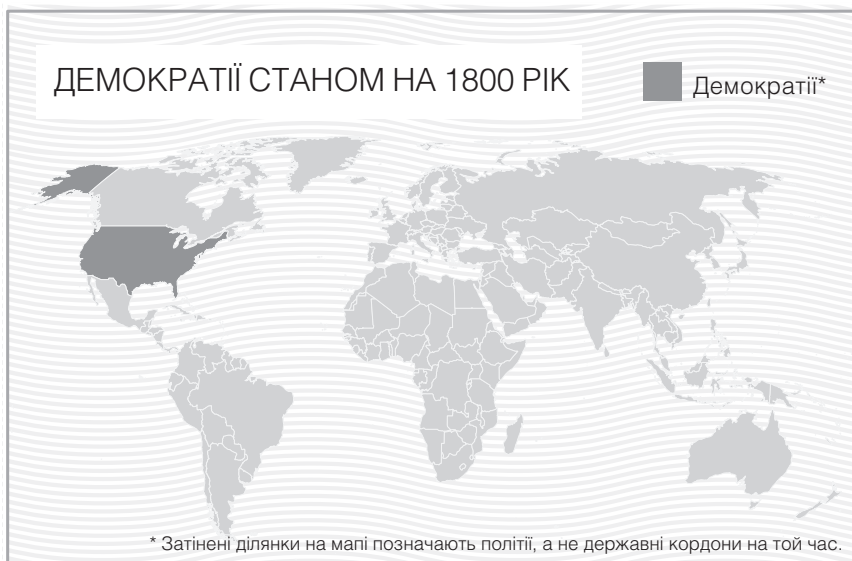 ДЕМОКРАТІЇ СТАНОМ НА 1800 РІК
Демократії*
* Затінені ділянки на мапі позначають політії, а не державні кордони на той час.